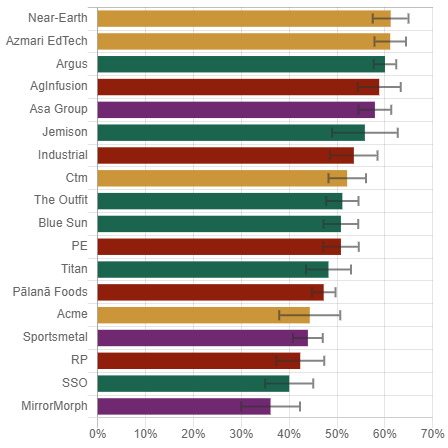 Near-Earth
Azmari EdTech
Argus
AgInfusion
Asa Group
Jemison
Industrial
Ctm
The Outfit
Blue Sun
PE
Titan
Pālanā Foods
Acme
Sportsmetal
RP
SSO
MirrorMorph
0% 10% 20% 30% 40% 50% 60% 70%